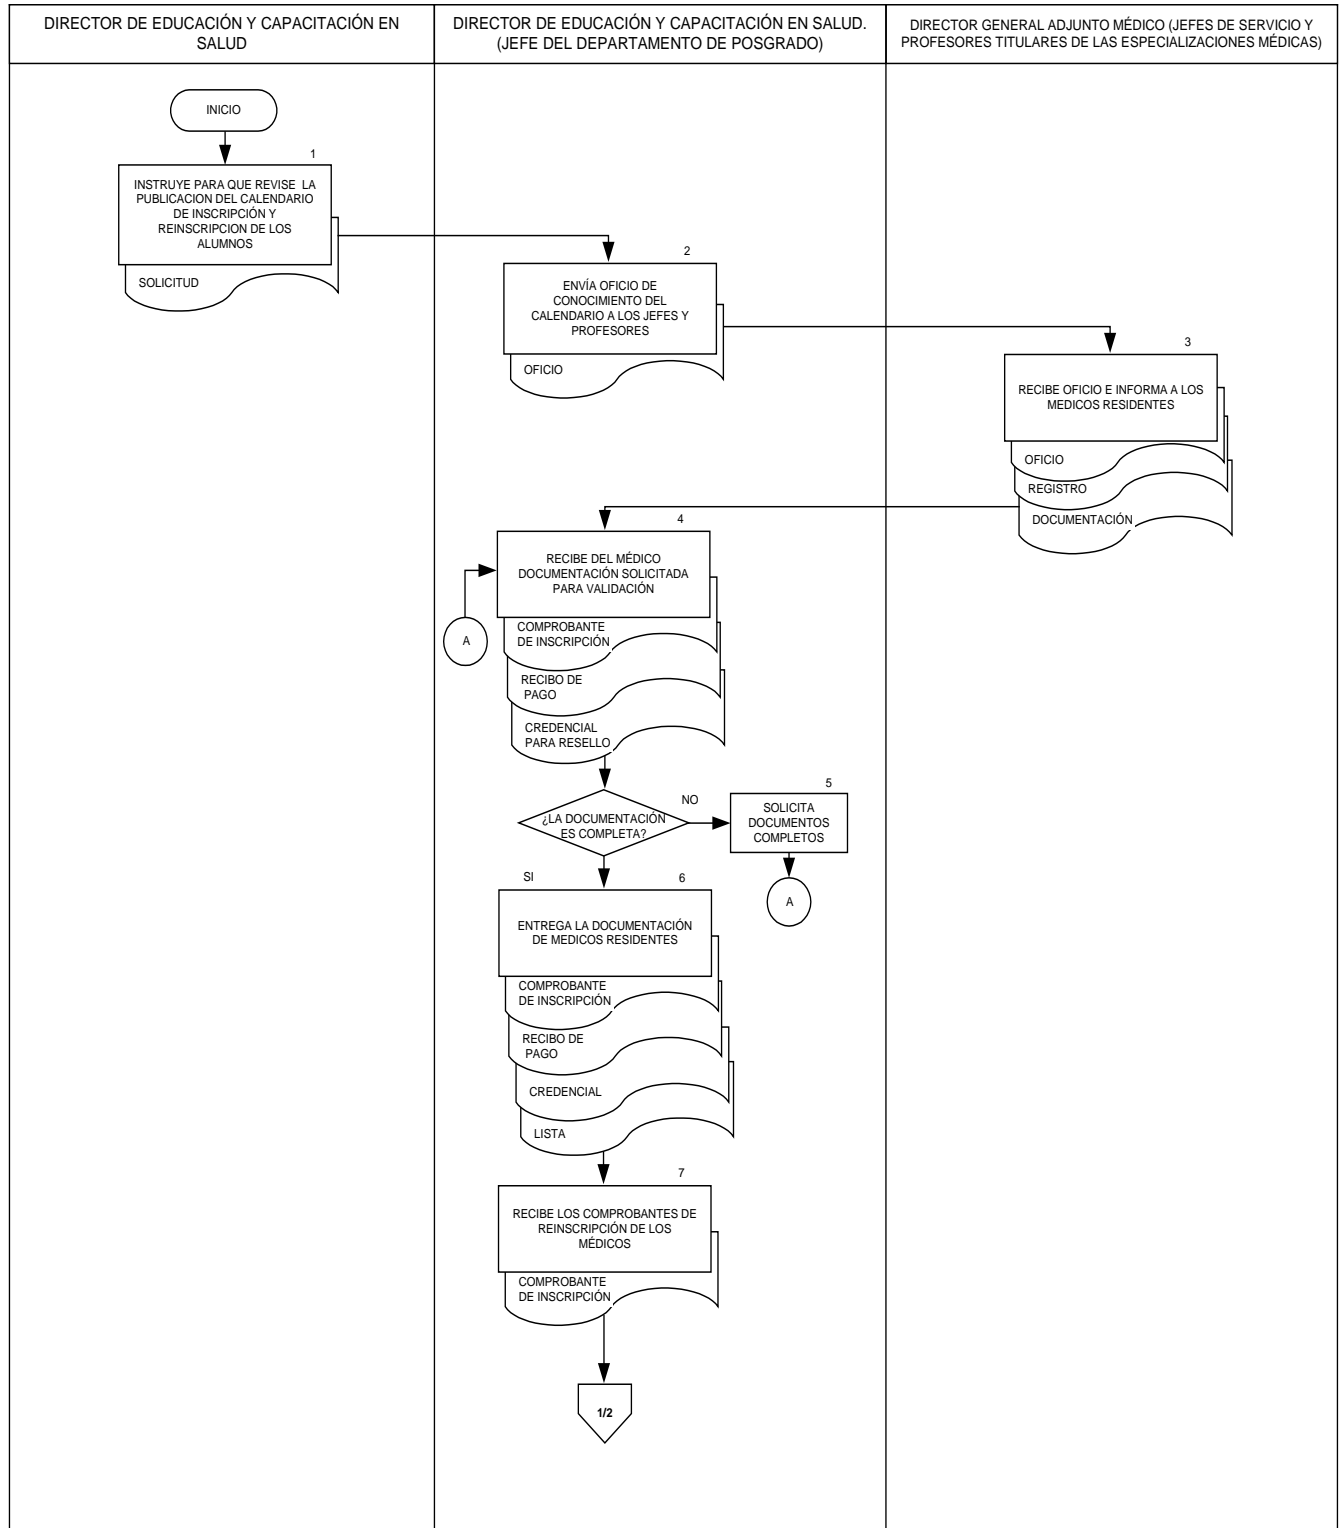 DIRECTOR DE EDUCACIÓN Y CAPACITACIÓN EN
SALUD
DIRECTOR DE EDUCACIÓN Y CAPACITACIÓN EN SALUD.
(JEFE DEL DEPARTAMENTO DE POSGRADO)
DIRECTOR GENERAL ADJUNTO MÉDICO (JEFES DE SERVICIO Y
PROFESORES TITULARES DE LAS ESPECIALIZACIONES MÉDICAS)
INICIO
1
INSTRUYE PARA QUE REVISE LA
PUBLICACION DEL CALENDARIO
DE INSCRIPCIÓN Y
REINSCRIPCION DE LOS
ALUMNOS
SOLICITUD
2
ENVÍA OFICIO DE
CONOCIMIENTO DEL
CALENDARIO A LOS JEFES Y
PROFESORES
OFICIO
3
RECIBE OFICIO E INFORMA A LOS
MEDICOS RESIDENTES
OFICIO
REGISTRO
DOCUMENTACIÓN
4
RECIBE DEL MÉDICO
DOCUMENTACIÓN SOLICITADA
PARA VALIDACIÓN
A
COMPROBANTE
DE INSCRIPCIÓN
RECIBO DE
PAGO
CREDENCIAL
PARA RESELLO
¿LA DOCUMENTACIÓN
ES COMPLETA?
NO
5
SOLICITA
DOCUMENTOS
COMPLETOS
A
SI
6
ENTREGA LA DOCUMENTACIÓN
DE MEDICOS RESIDENTES
COMPROBANTE
DE INSCRIPCIÓN
RECIBO DE
PAGO
CREDENCIAL
LISTA
7
RECIBE LOS COMPROBANTES DE
REINSCRIPCIÓN DE LOS
MÉDICOS
COMPROBANTE
DE INSCRIPCIÓN
1/2